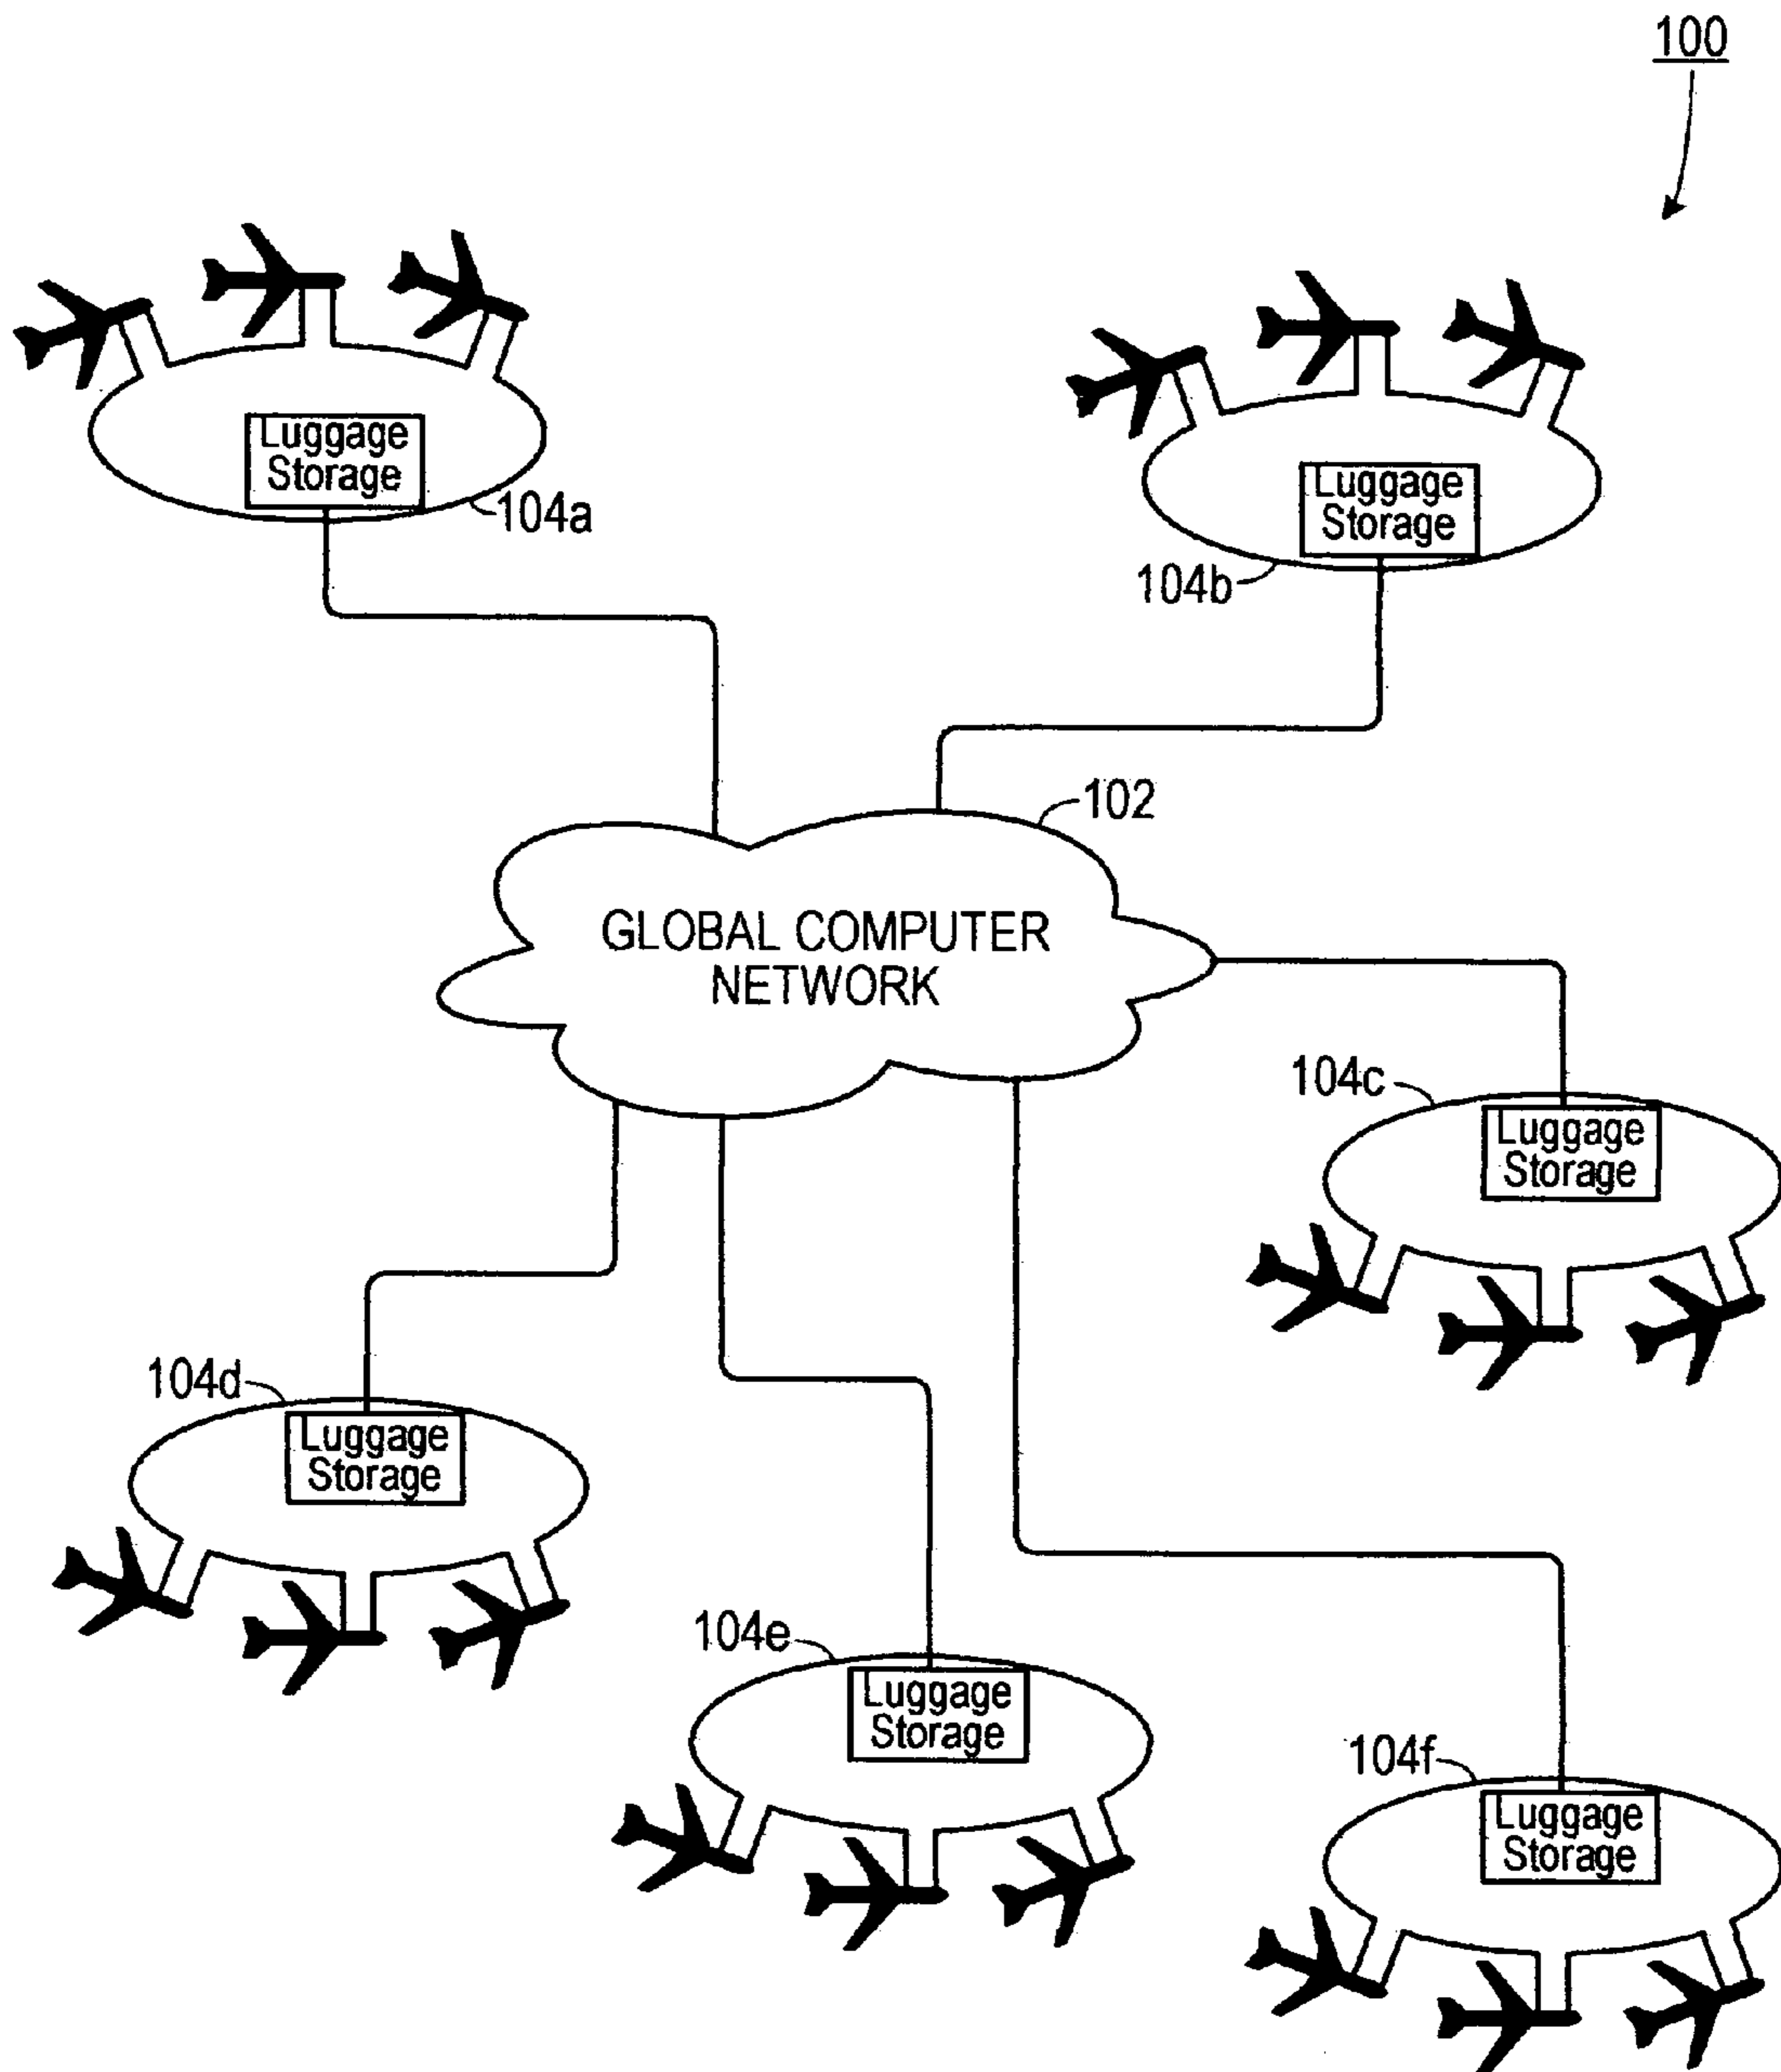 100
Luggage
Storage
104a
Luggage
Storage
104b
102
GLOBAL COMPUTER
NETWORK
104c
Luggage
Storage
104d
Luggage
Storage
104e
Luggage
Storage
104f
Luggage
Storage